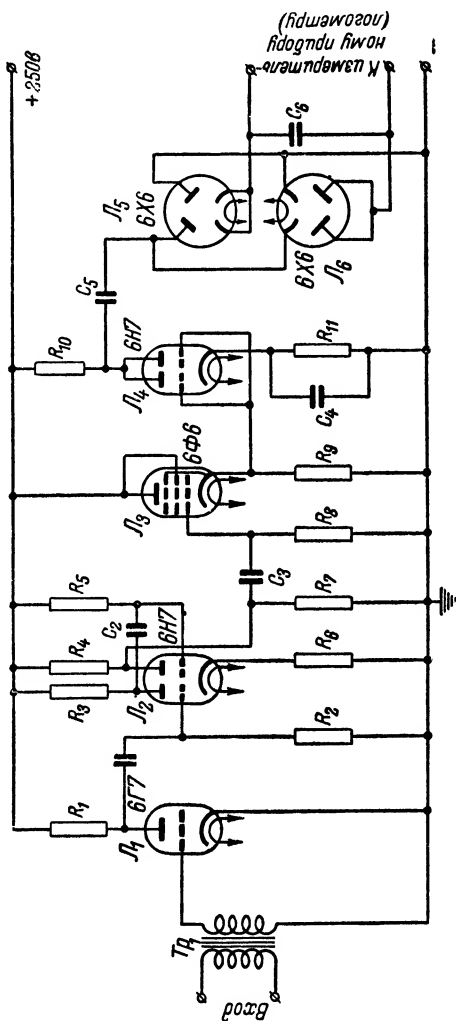 +250в
К измеритель-
ному прибору
(логометру)
Л5
6Х6
C6
6Х6
Л6
C5
R10
6Н7
Л4
R11
C4
6Ф6
Л3
R9
R8
C3
R5
R4
R3
C2
6Н7
Л2
R7
R6
R1
6Г7
R2
Л1
Тр.
Вход
–